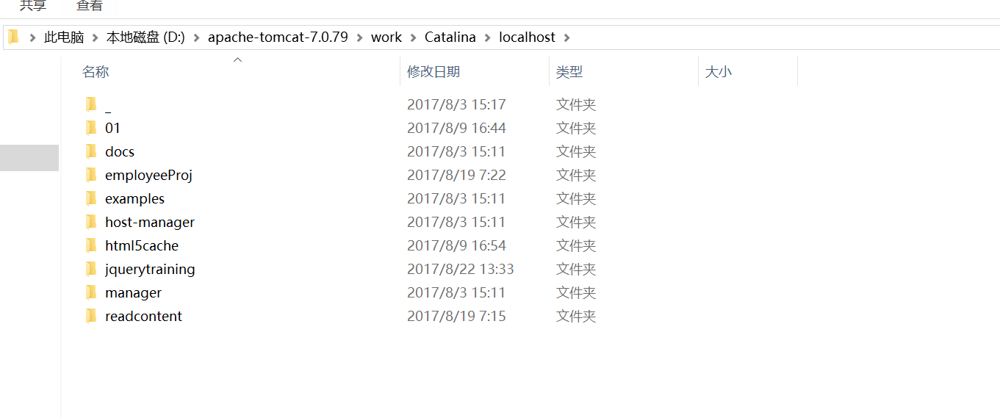 共享 查看
此电脑 本地磁盘 (D:) apache-tomcat-7.0.79 work Catalina localhost
名称 修改日期 类型 大小
_ 2017/8/3 15:17 文件夹
01 2017/8/9 16:44 文件夹
docs 2017/8/3 15:11 文件夹
employeeProj 2017/8/19 7:22 文件夹
examples 2017/8/3 15:11 文件夹
host-manager 2017/8/3 15:11 文件夹
html5cache 2017/8/9 16:54 文件夹
jquerytraining 2017/8/22 13:33 文件夹
manager 2017/8/3 15:11 文件夹
readcontent 2017/8/19 7:15 文件夹